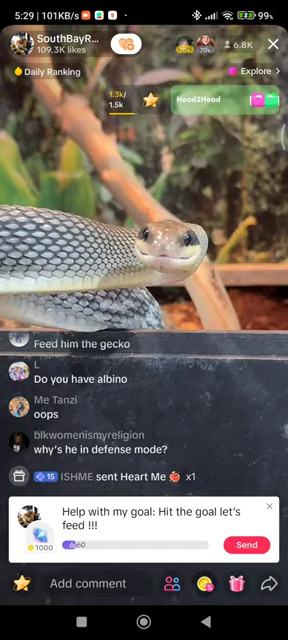 5:29 | 101KB/s
99%
SouthBayR...
109.3K likes
6.8K
Daily Ranking
Explore
1.3k/
1.5k
Head2Head
Feed him the gecko
L
Do you have albino
Me Tanzi
oops
blkwomenismyreligion
why's he in defense mode?
15 ISHME sent Heart Me x1
Help with my goal: Hit the goal let's
feed !!!
1000
6/60
Send
Add comment